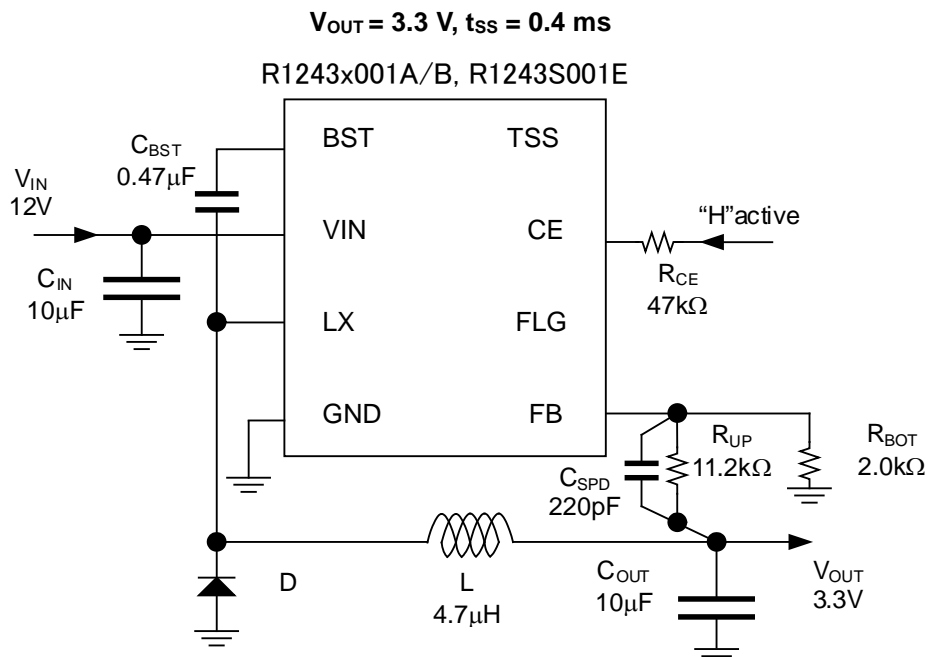 VOUT = 3.3 V, tSS = 0.4 ms
R1243x001A/B, R1243S001E
BST
TSS
CBST
0.47μF
VIN
12V
VIN
CE
“H”active
RCE
47kΩ
CIN
10μF
LX
FLG
GND
FB
RUP
11.2kΩ
RBOT
2.0kΩ
CSPD
220pF
D
L
4.7μH
COUT
10μF
VOUT
3.3V